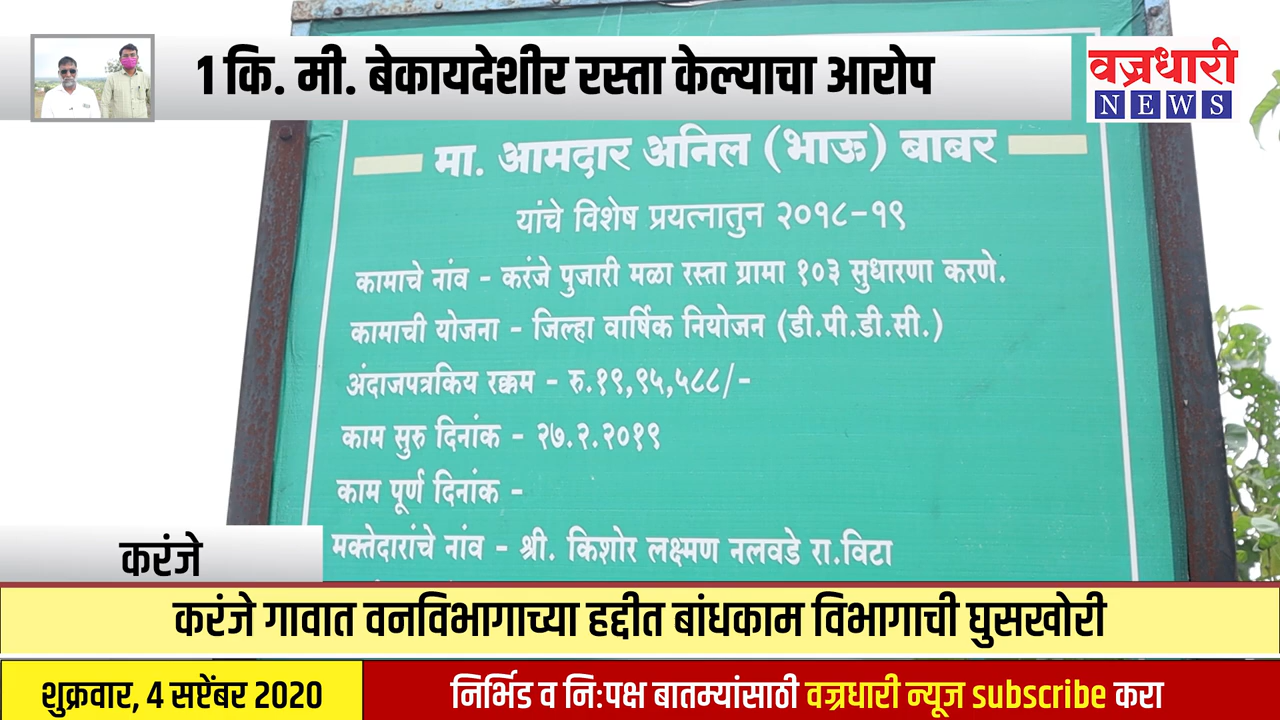 1 कि. मी. बेकायदेशीर रस्ता केल्याचा आरोप
वज्रधारी
NEWS
मा. आमदार अनिल (भाऊ) बाबर
यांचे विशेष प्रयत्नातुन २०१८-१९
कामाचे नांव - करंजे पुजारी मळा रस्ता ग्रामा १०३ सुधारणा करणे.
कामाची योजना - जिल्हा वार्षिक नियोजन (डी.पी.डी.सी.)
अंदाजपत्रकिय रक्कम - रु.१९,९५,५८८/-
काम सुरु दिनांक - २७.२.२०१९
काम पूर्ण दिनांक -
मक्तेदारांचे नांव - श्री. किशोर लक्ष्मण नलवडे रा.विटा
करंजे
करंजे गावात वनविभागाच्या हद्दीत बांधकाम विभागाची घुसखोरी
शुक्रवार, 4 सप्टेंबर 2020
निर्भिड व नि:पक्ष बातम्यांसाठी वज्रधारी न्यूज subscribe करा